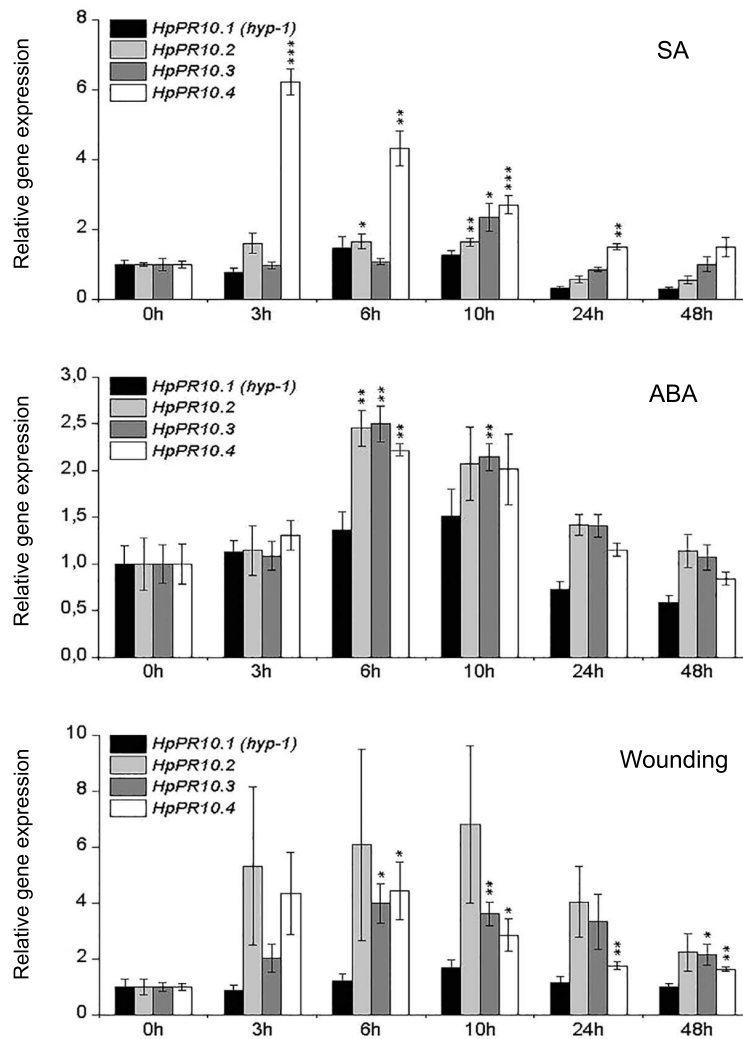 Relative gene expression
HpPR10.1 (hyp-1)
HpPR10.2
HpPR10.3
HpPR10.4
SA
8
6
4
2
0
***
*
**
**
*
***
**
0h 3h 6h 10h 24h 48h
Relative gene expression
HpPR10.1 (hyp-1)
HpPR10.2
HpPR10.3
HpPR10.4
ABA
3,0
2,5
2,0
1,5
1,0
0,5
0,0
**
**
**
**
0h 3h 6h 10h 24h 48h
Relative gene expression
HpPR10.1 (hyp-1)
HpPR10.2
HpPR10.3
HpPR10.4
Wounding
10
8
6
4
2
0
*
*
**
*
**
*
**
0h 3h 6h 10h 24h 48h